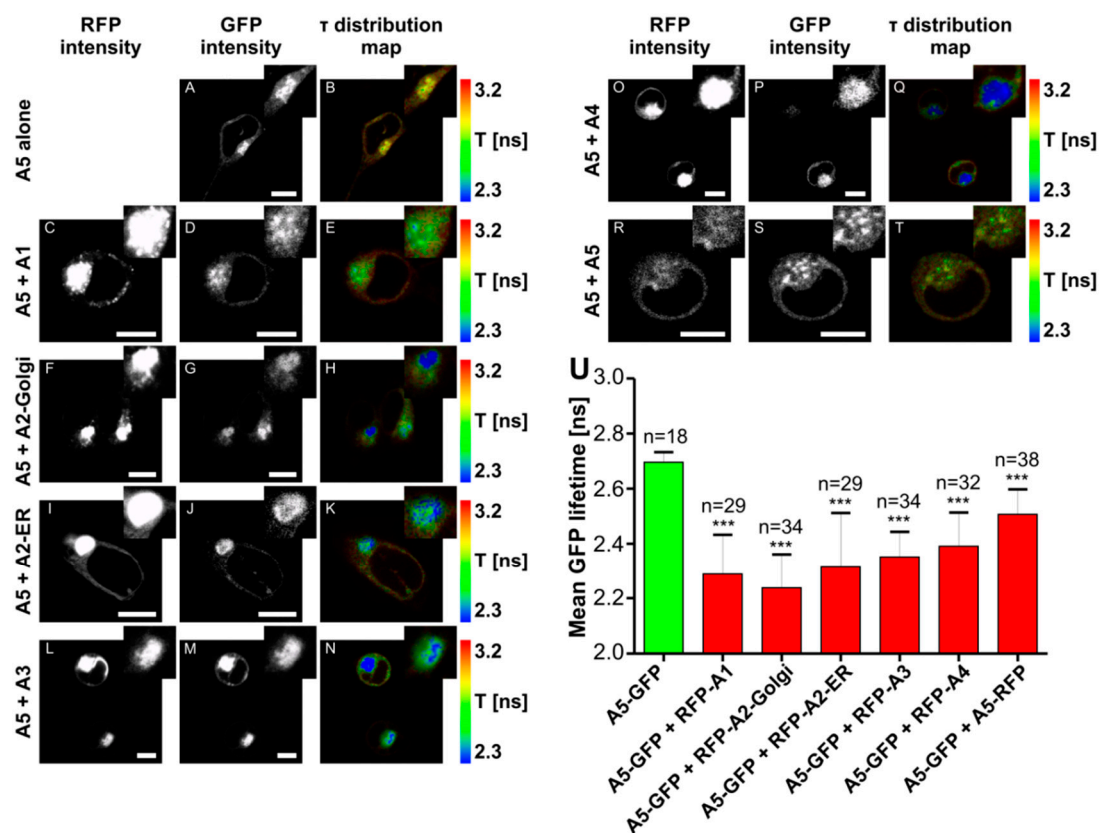 RFP intensity
GFP intensity
τ distribution map
A5 alone
A
B
3.2
T [ns]
2.3
A5 + A1
C
D
E
3.2
T [ns]
2.3
A5 + A2-Golgi
F
G
H
3.2
T [ns]
2.3
A5 + A2-ER
I
J
K
3.2
T [ns]
2.3
A5 + A3
L
M
N
3.2
T [ns]
2.3
RFP intensity
GFP intensity
τ distribution map
A5 + A4
O
P
Q
3.2
T [ns]
2.3
A5 + A5
R
S
T
3.2
T [ns]
2.3
U
Mean GFP lifetime [ns]
3.0
2.8
2.6
2.4
2.2
2.0
n=18
n=29
***
n=34
***
n=29
***
n=34
***
n=32
***
n=38
***
A5-GFP
A5-GFP + RFP-A1
A5-GFP + RFP-A2-Golgi
A5-GFP + RFP-A2-ER
A5-GFP + RFP-A3
A5-GFP + RFP-A4
A5-GFP + A5-RFP